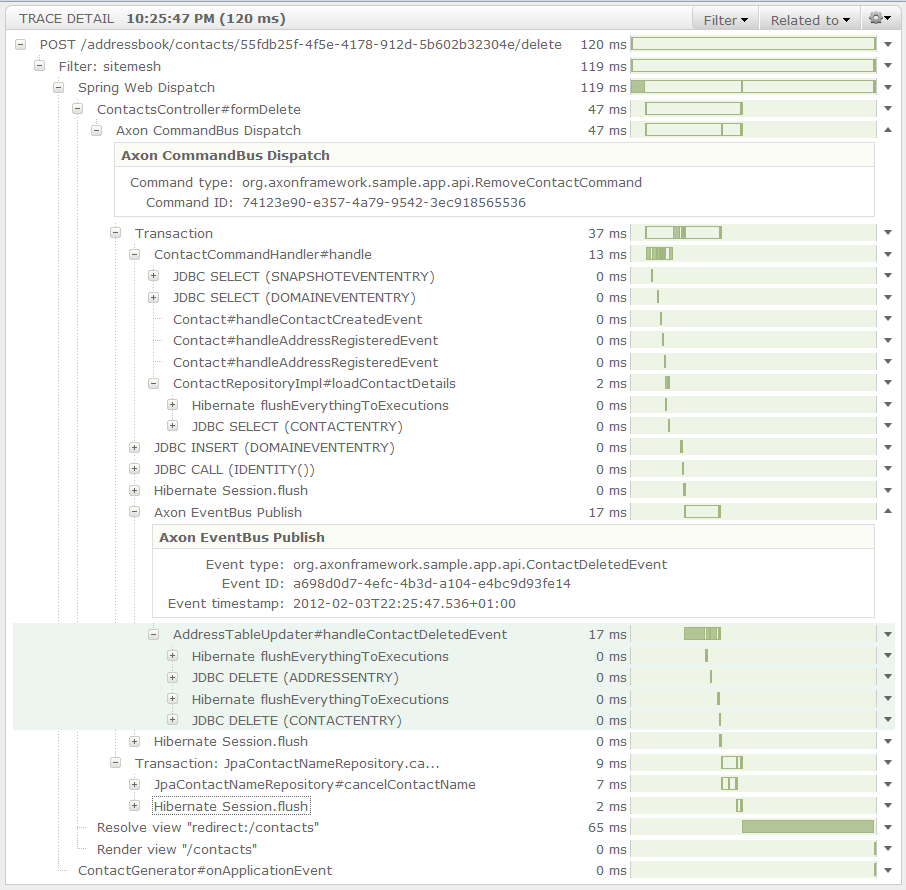 TRACE DETAIL 10:25:47 PM (120 ms) Filter Related to
POST /addressbook/contacts/55fdb25f-4f5e-4178-912d-5b602b32304e/delete 120 ms
Filter: sitemesh 119 ms
Spring Web Dispatch 119 ms
ContactsController#formDelete 47 ms
Axon CommandBus Dispatch 47 ms
Axon CommandBus Dispatch
Command type: org.axonframework.sample.app.api.RemoveContactCommand
Command ID: 74123e90-e357-4a79-9542-3ec918565536
Transaction 37 ms
ContactCommandHandler#handle 13 ms
JDBC SELECT (SNAPSHOTEVENTENTRY) 0 ms
JDBC SELECT (DOMAINEVENTENTRY) 0 ms
Contact#handleContactCreatedEvent 0 ms
Contact#handleAddressRegisteredEvent 0 ms
Contact#handleAddressRegisteredEvent 0 ms
ContactRepositoryImpl#loadContactDetails 2 ms
Hibernate flushEverythingToExecutions 0 ms
JDBC SELECT (CONTACTENTRY) 0 ms
JDBC INSERT (DOMAINEVENTENTRY) 0 ms
JDBC CALL (IDENTITY()) 0 ms
Hibernate Session.flush 0 ms
Axon EventBus Publish 17 ms
Axon EventBus Publish
Event type: org.axonframework.sample.app.api.ContactDeletedEvent
Event ID: a698d0d7-4efc-4b3d-a104-e4bc9d93fe14
Event timestamp: 2012-02-03T22:25:47.536+01:00
AddressTableUpdater#handleContactDeletedEvent 17 ms
Hibernate flushEverythingToExecutions 0 ms
JDBC DELETE (ADDRESSENTRY) 0 ms
Hibernate flushEverythingToExecutions 0 ms
JDBC DELETE (CONTACTENTRY) 0 ms
Hibernate Session.flush 0 ms
Transaction: JpaContactNameRepository.ca... 9 ms
JpaContactNameRepository#cancelContactName 7 ms
Hibernate Session.flush 2 ms
Resolve view "redirect:/contacts" 65 ms
Render view "/contacts" 0 ms
ContactGenerator#onApplicationEvent 0 ms